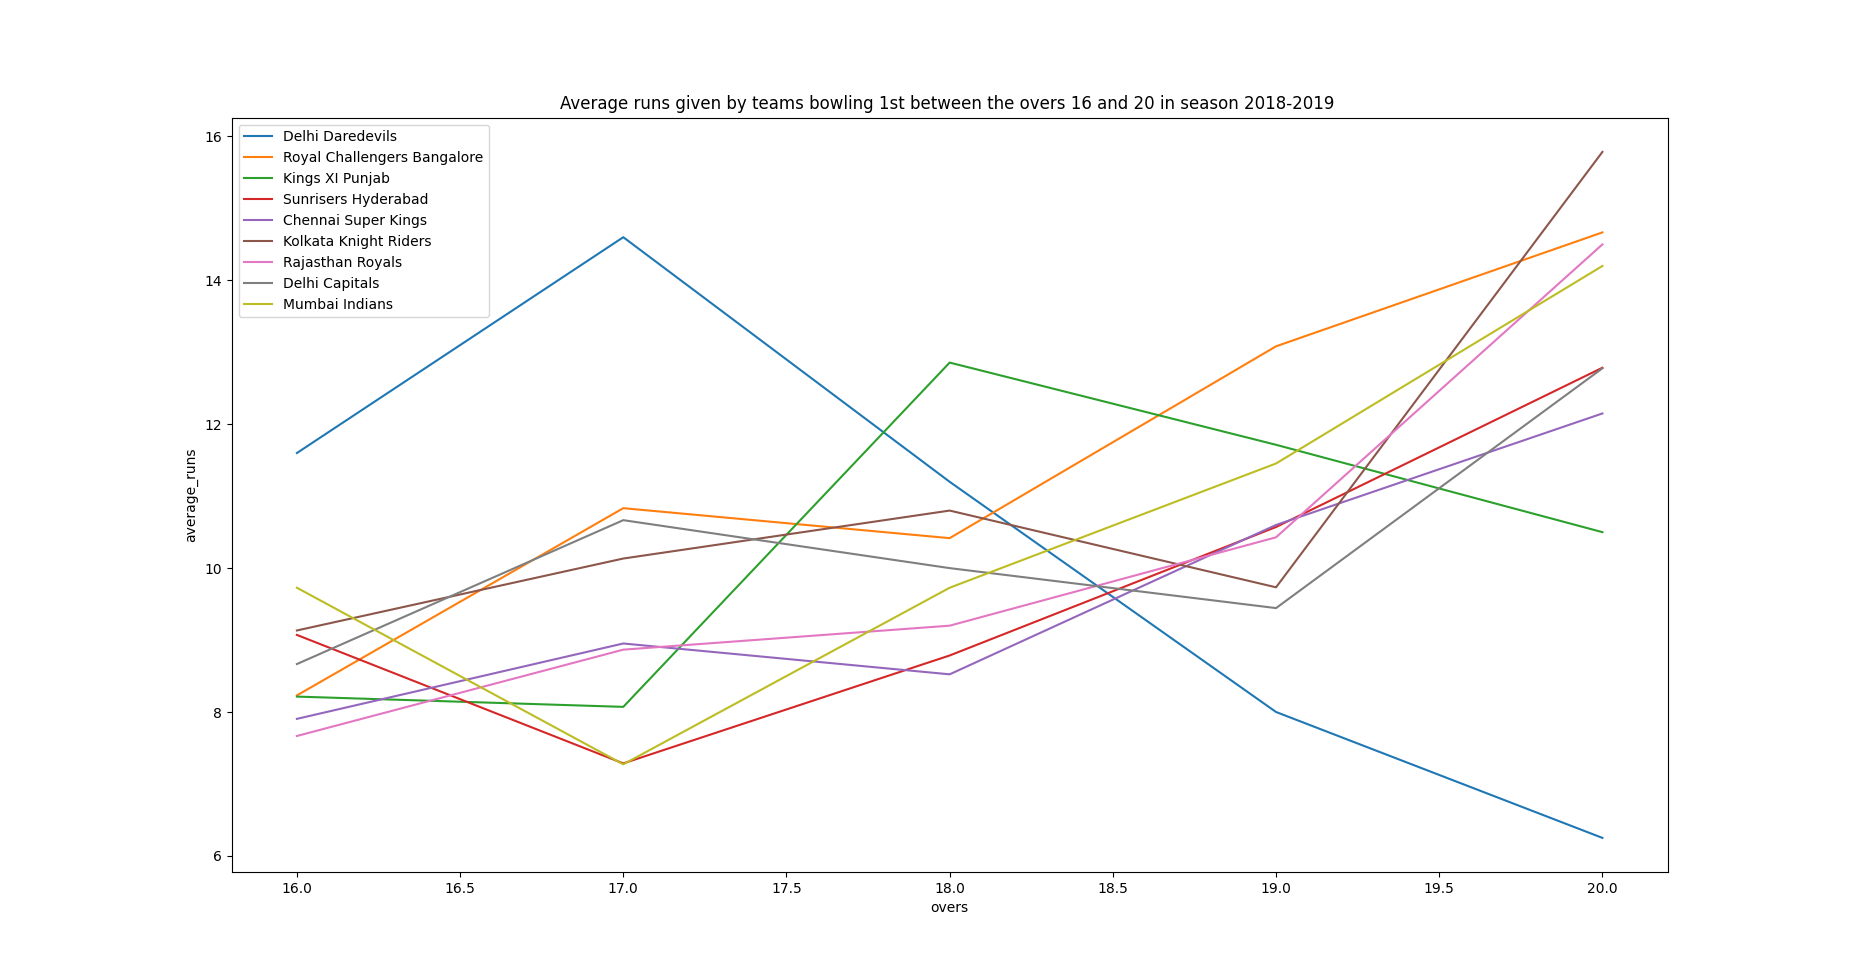 Average runs given by teams bowling 1st between the overs 16 and 20 in season 2018-2019
Delhi Daredevils
Royal Challengers Bangalore
Kings XI Punjab
Sunrisers Hyderabad
Chennai Super Kings
Kolkata Knight Riders
Rajasthan Royals
Delhi Capitals
Mumbai Indians
average_runs
16
14
12
10
8
6
16.0 16.5 17.0 17.5 18.0 18.5 19.0 19.5 20.0
overs